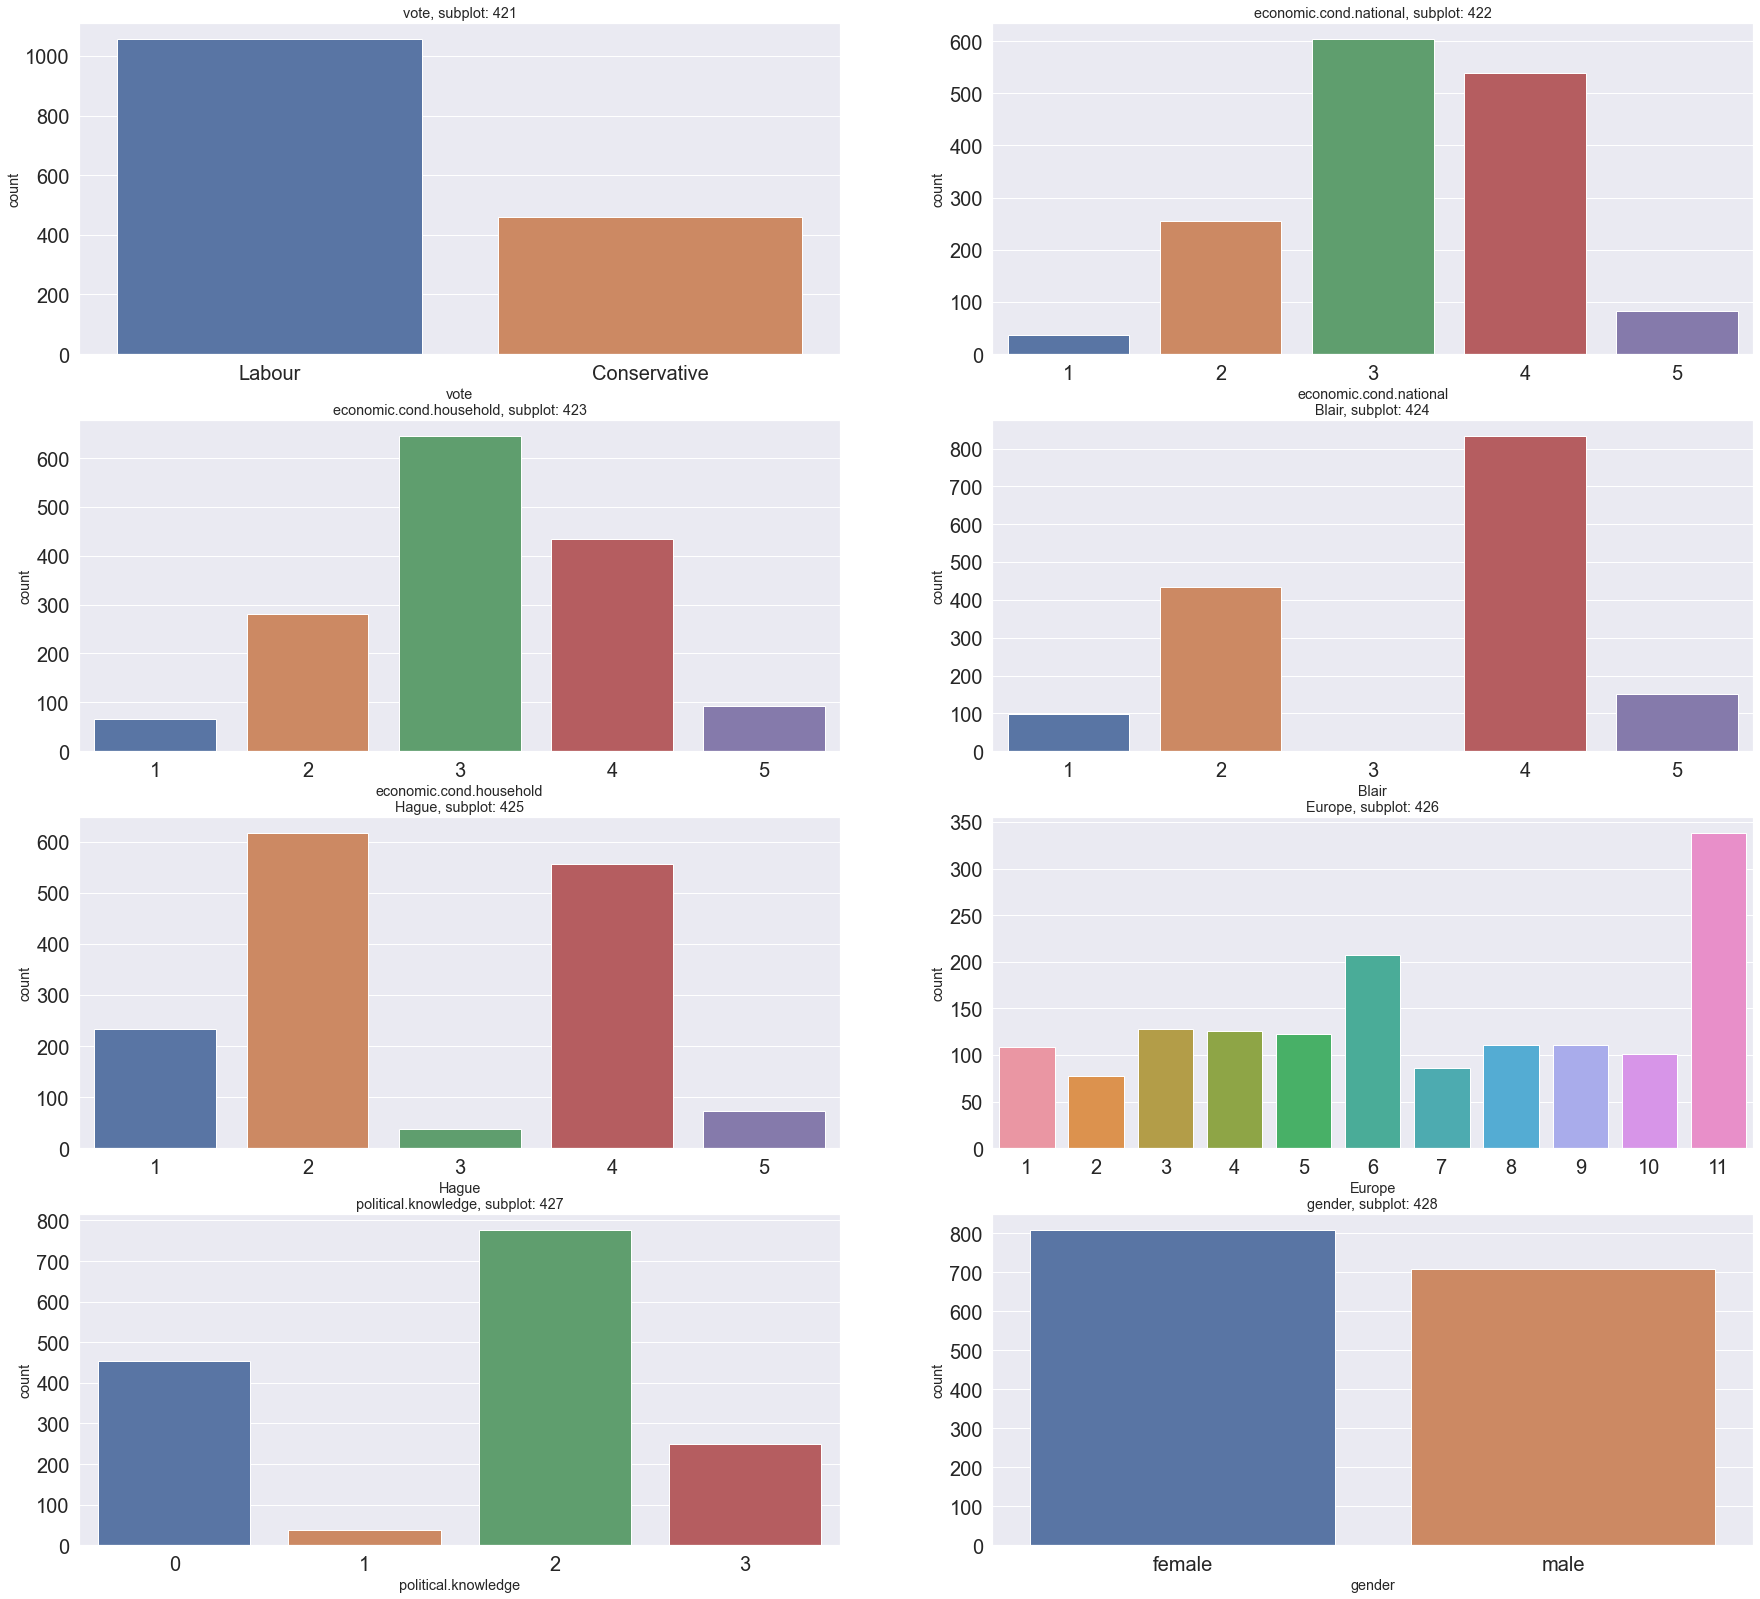 vote, subplot: 421
1000
800
600
400
200
0
count
Labour Conservative
vote
economic.cond.national, subplot: 422
600
500
400
300
200
100
0
count
1 2 3 4 5
economic.cond.national
economic.cond.household, subplot: 423
600
500
400
300
200
100
0
count
1 2 3 4 5
economic.cond.household
Blair, subplot: 424
800
700
600
500
400
300
200
100
0
count
1 2 3 4 5
Blair
Hague, subplot: 425
600
500
400
300
200
100
0
count
1 2 3 4 5
Hague
Europe, subplot: 426
350
300
250
200
150
100
50
0
count
1 2 3 4 5 6 7 8 9 10 11
Europe
political.knowledge, subplot: 427
800
700
600
500
400
300
200
100
0
count
0 1 2 3
political.knowledge
gender, subplot: 428
800
700
600
500
400
300
200
100
0
count
female male
gender